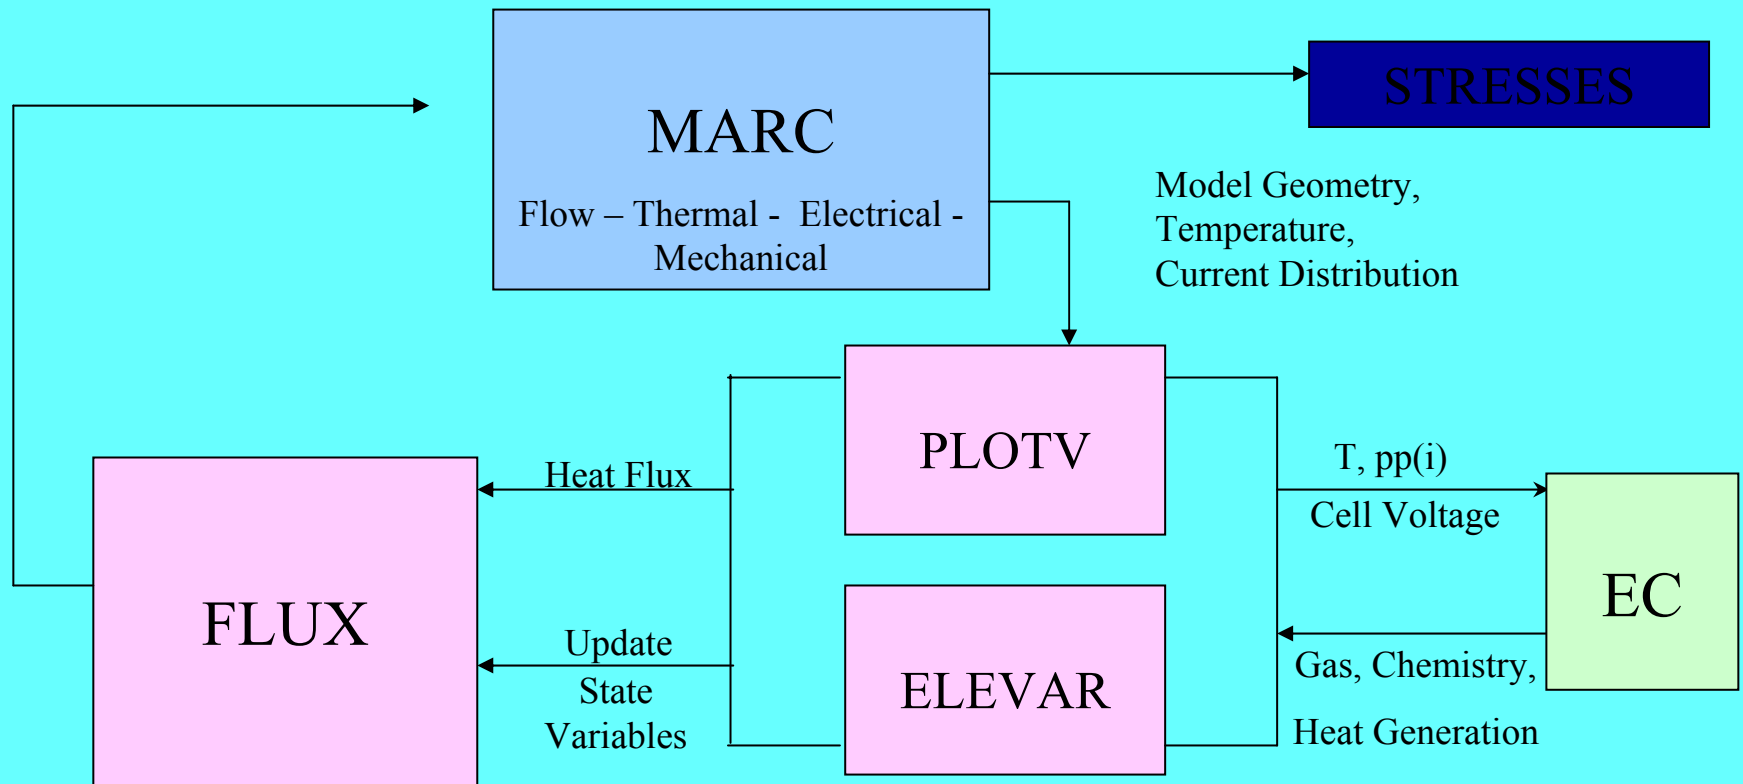 MARC
Flow – Thermal - Electrical -
Mechanical
STRESSES
Model Geometry,
Temperature,
Current Distribution
PLOTV
Heat Flux
T, pp(i)
Cell Voltage
FLUX
Update
State
Variables
ELEVAR
EC
Gas, Chemistry,
Heat Generation